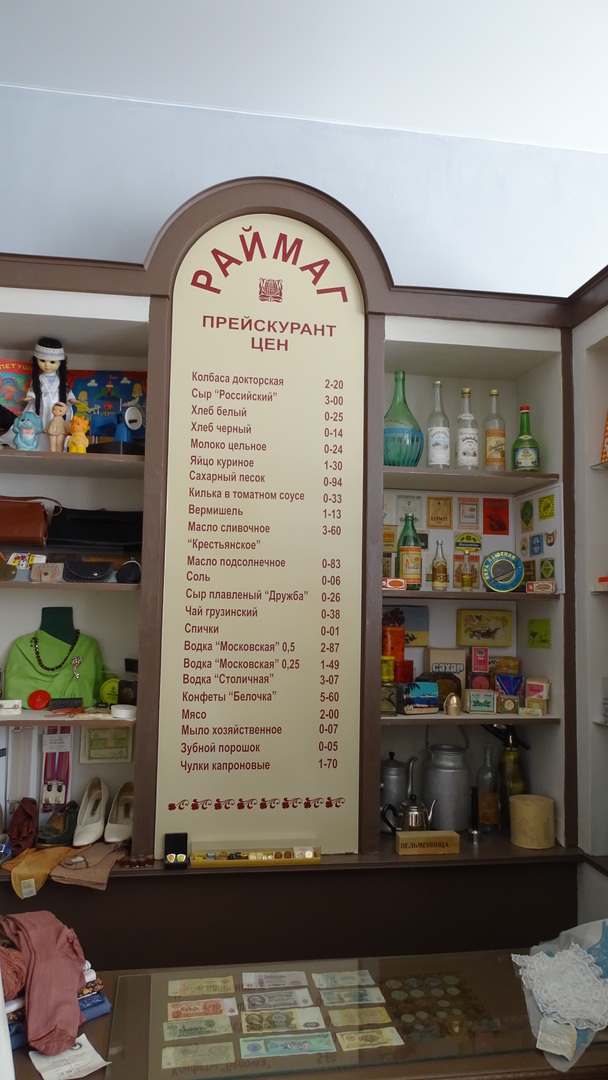 РАЙМАГ
ПРЕЙСКУРАНТ
ЦЕН
Колбаса докторская 2-20
Сыр "Российский" 3-00
Хлеб белый 0-25
Хлеб черный 0-14
Молоко цельное 0-24
Яйцо куриное 1-30
Сахарный песок 0-94
Килька в томатном соусе 0-33
Вермишель 1-13
Масло сливочное 3-60
"Крестьянское"
Масло подсолнечное 0-83
Соль 0-06
Сыр плавленый "Дружба" 0-26
Чай грузинский 0-38
Спички 0-01
Водка "Московская" 0,5 2-87
Водка "Московская" 0,25 1-49
Водка "Столичная" 3-07
Конфеты "Белочка" 5-60
Мясо 2-00
Мыло хозяйственное 0-07
Зубной порошок 0-05
Чулки капроновые 1-70
САХАР
ПЕЛЬМЕННИЦА